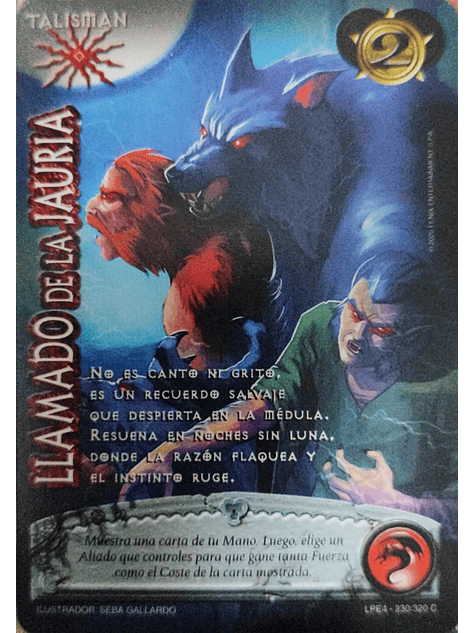 TALISMAN
2
LLAMADO DE LA JAURIA
© 2025 FENIX ENTERTAINMENT S.P.A.
No es canto ni grito,
es un recuerdo salvaje
que despierta en la médula.
Resuena en noches sin luna,
donde la razón flaquea y
el instinto ruge.
Muestra una carta de tu Mano. Luego, elige un
Aliado que controles para que gane tanta Fuerza
como el Coste de la carta mostrada.
ILUSTRADOR: SEBA GALLARDO
LPE4 - 230/320 C